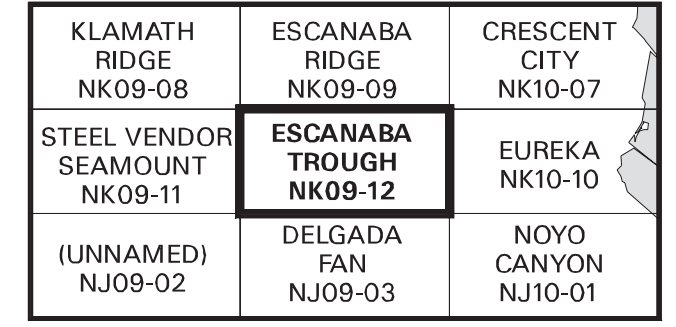 KLAMATH
RIDGE
NK09-08
ESCANABA
RIDGE
NK09-09
CRESCENT
CITY
NK10-07
STEEL VENDOR
SEAMOUNT
NK09-11
ESCANABA
TROUGH
NK09-12
EUREKA
NK10-10
(UNNAMED)
NJ09-02
DELGADA
FAN
NJ09-03
NOYO
CANYON
NJ10-01